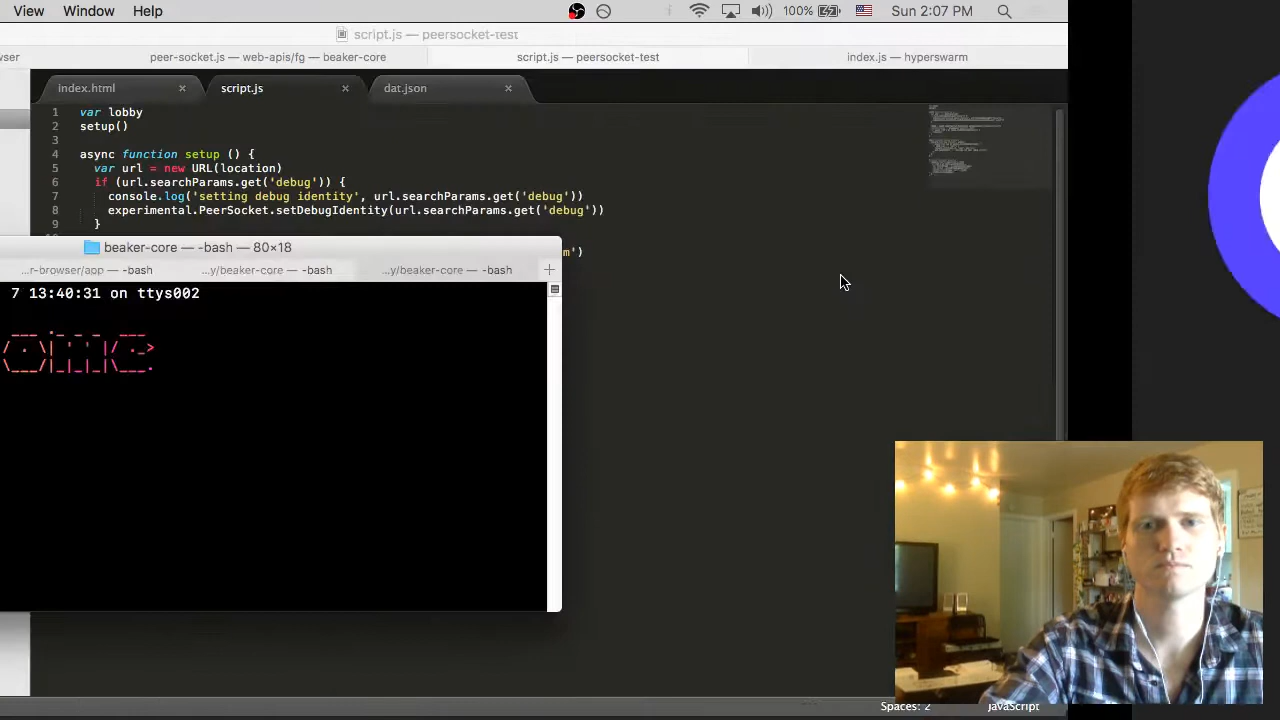 View Window Help 100% Sun 2:07 PM
script.js — peersocket-test
wser peer-socket.js — web-apis/fg — beaker-core script.js — peersocket-test index.js — hyperswarm
index.html script.js dat.json
1 var lobby
2 setup()
3
4 async function setup () {
5 var url = new URL(location)
6 if (url.searchParams.get('debug')) {
7 console.log('setting debug identity', url.searchParams.get('debug'))
8 experimental.PeerSocket.setDebugIdentity(url.searchParams.get('debug'))
9 }
m')
beaker-core — -bash — 80×18
...r-browser/app — -bash ...y/beaker-core — -bash ...y/beaker-core — -bash
7 13:40:31 on ttys002
Spaces: 2 JavaScript